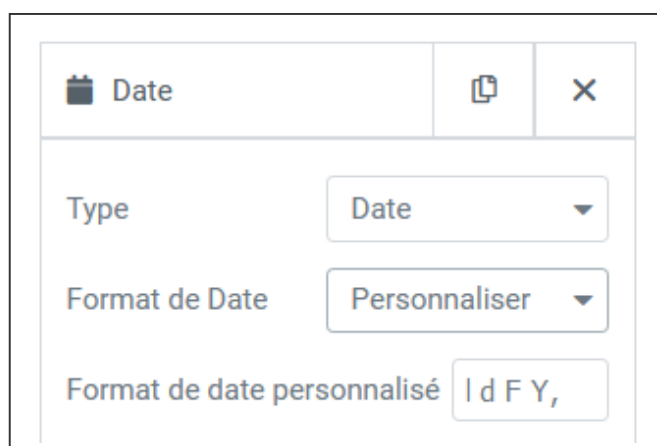 Date
Type Date
Format de Date Personnaliser
Format de date personnalisé l d F Y,